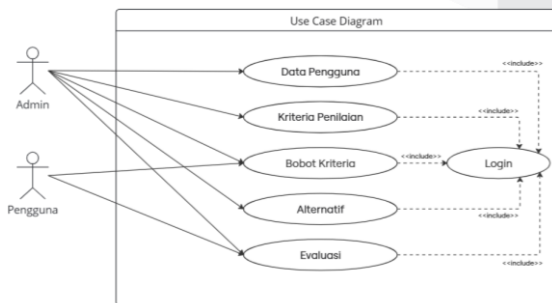 Use Case Diagram
Data Pengguna
<<include>>
Admin
Kriteria Penilaian
<<include>>
Bobot Kriteria
<<include>>
Login
Pengguna
Alternatif
<<include>>
Evaluasi
<<include>>